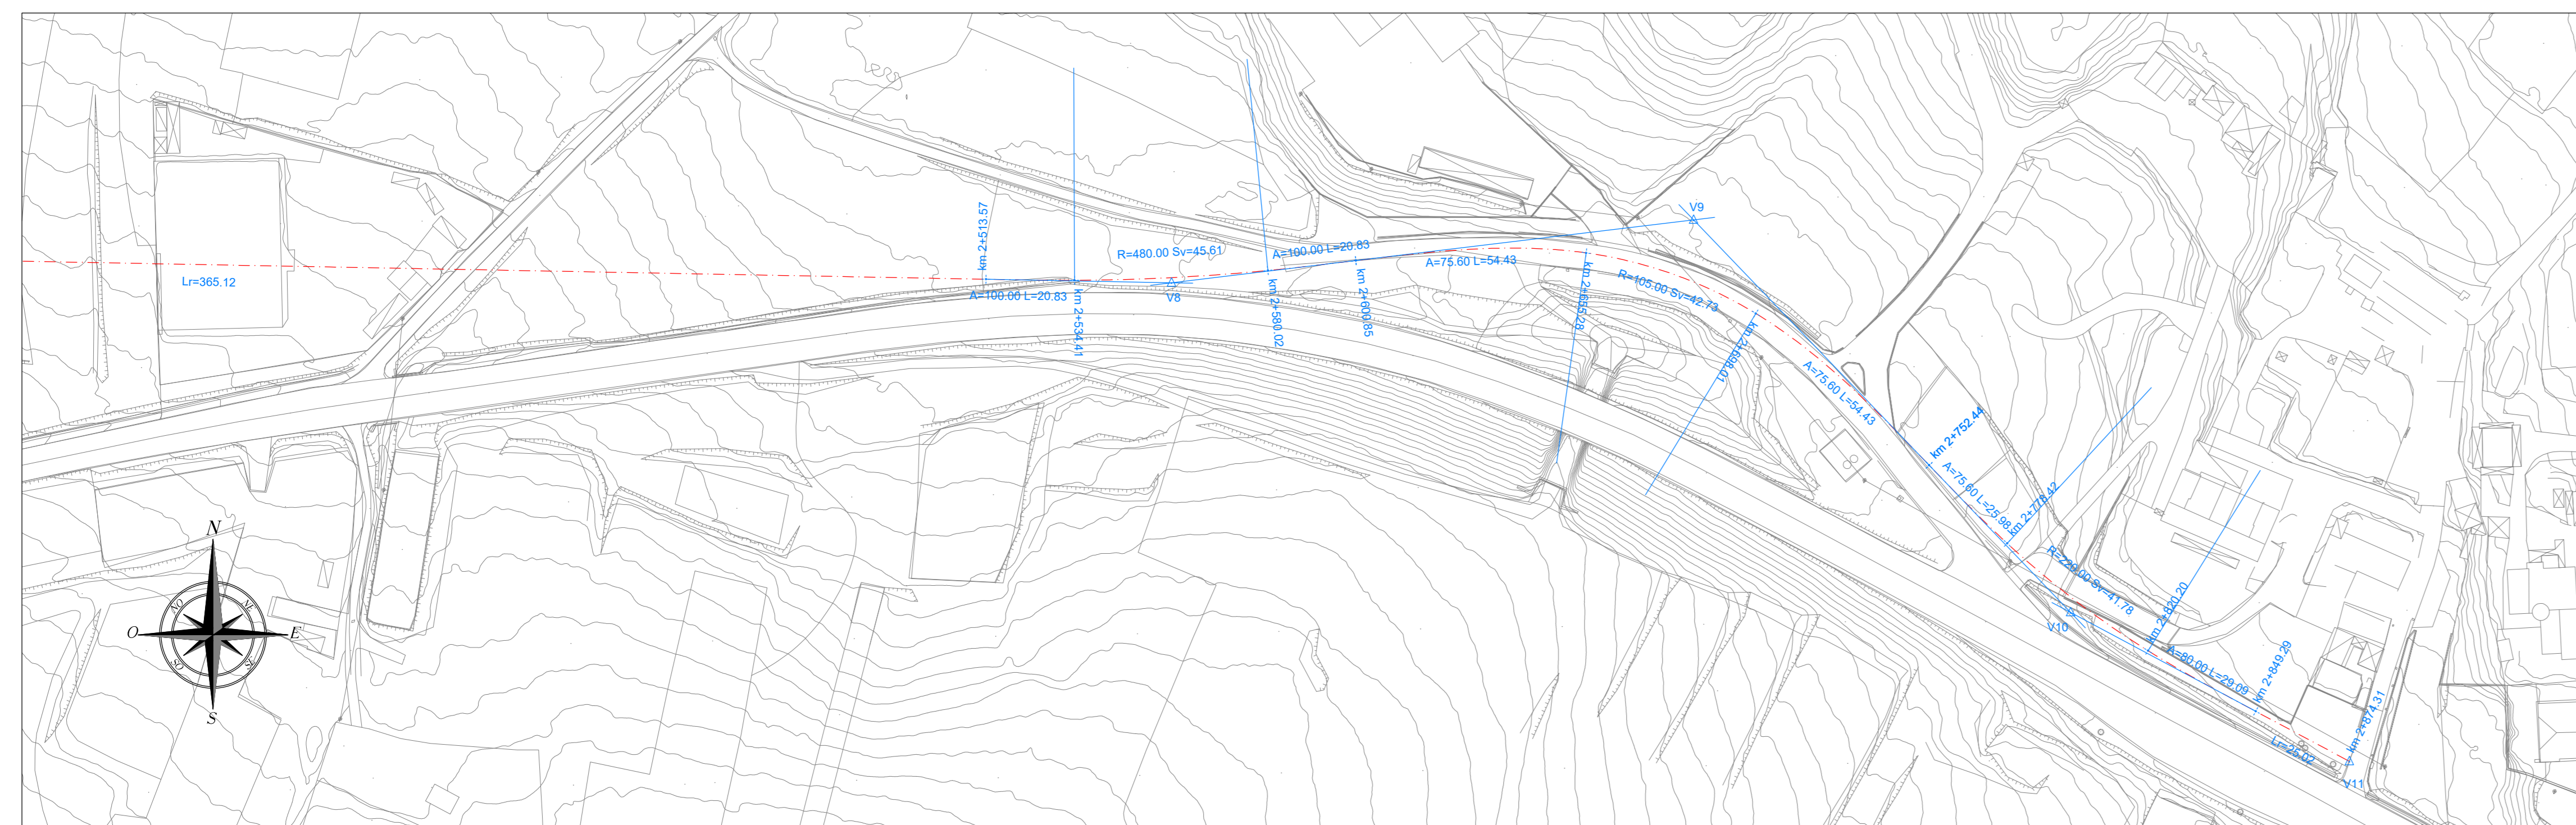 Lr=365.12
km 2+513.57
A=100.00 L=20.83
km 2+534.41
R=480.00 Sv=45.61
V8
km 2+580.02
A=100.00 L=20.83
km 2+600.85
A=75.60 L=54.43
km 2+655.28
R=105.00 Sv=42.73
V9
km 2+698.01
A=75.60 L=54.43
km 2+752.44
A=75.60 L=25.98
km 2+778.42
R=220.00 Sv=41.78
V10
km 2+820.20
A=80.00 L=29.09
km 2+849.29
Lr=25.02
km 2+874.31
V11
N
NO
O
E
SO
S